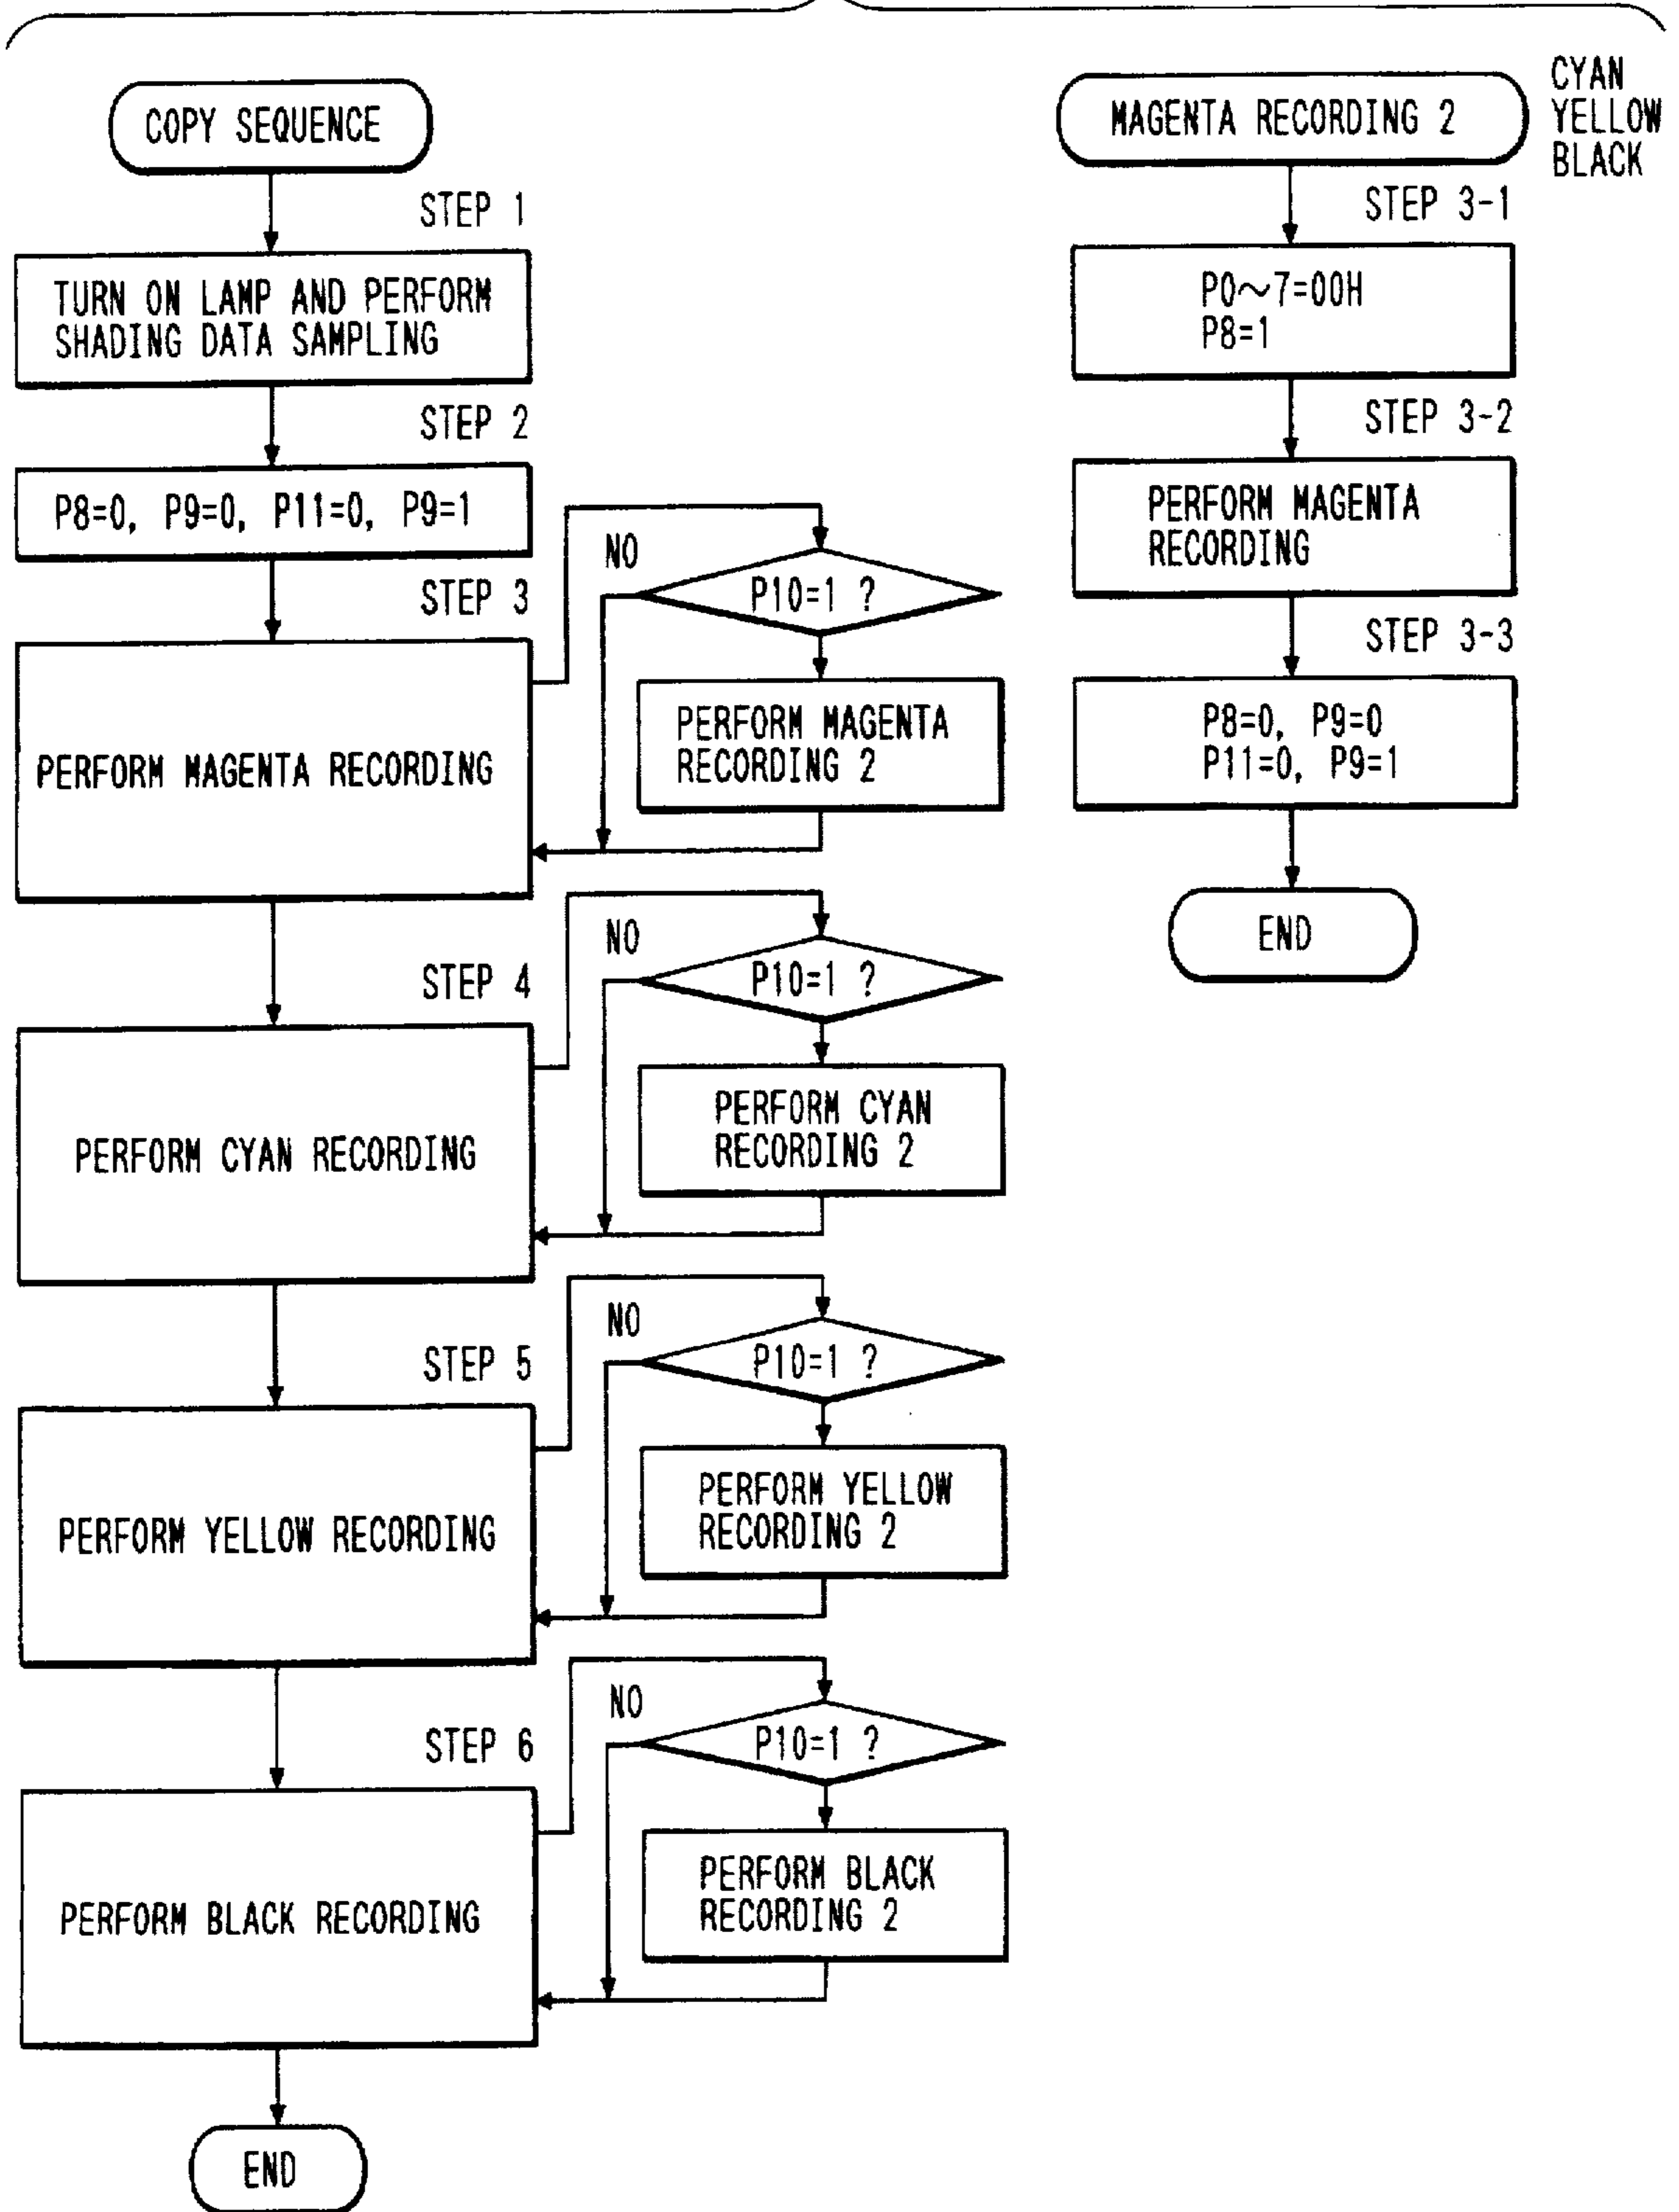 COPY SEQUENCE
STEP 1
TURN ON LAMP AND PERFORM
SHADING DATA SAMPLING
STEP 2
P8=0, P9=0, P11=0, P9=1
STEP 3
PERFORM MAGENTA RECORDING
NO
P10=1 ?
PERFORM MAGENTA
RECORDING 2
STEP 4
PERFORM CYAN RECORDING
NO
P10=1 ?
PERFORM CYAN
RECORDING 2
STEP 5
PERFORM YELLOW RECORDING
NO
P10=1 ?
PERFORM YELLOW
RECORDING 2
STEP 6
PERFORM BLACK RECORDING
NO
P10=1 ?
PERFORM BLACK
RECORDING 2
END
MAGENTA RECORDING 2
CYAN
YELLOW
BLACK
STEP 3-1
P0~7=00H
P8=1
STEP 3-2
PERFORM MAGENTA
RECORDING
STEP 3-3
P8=0, P9=0
P11=0, P9=1
END